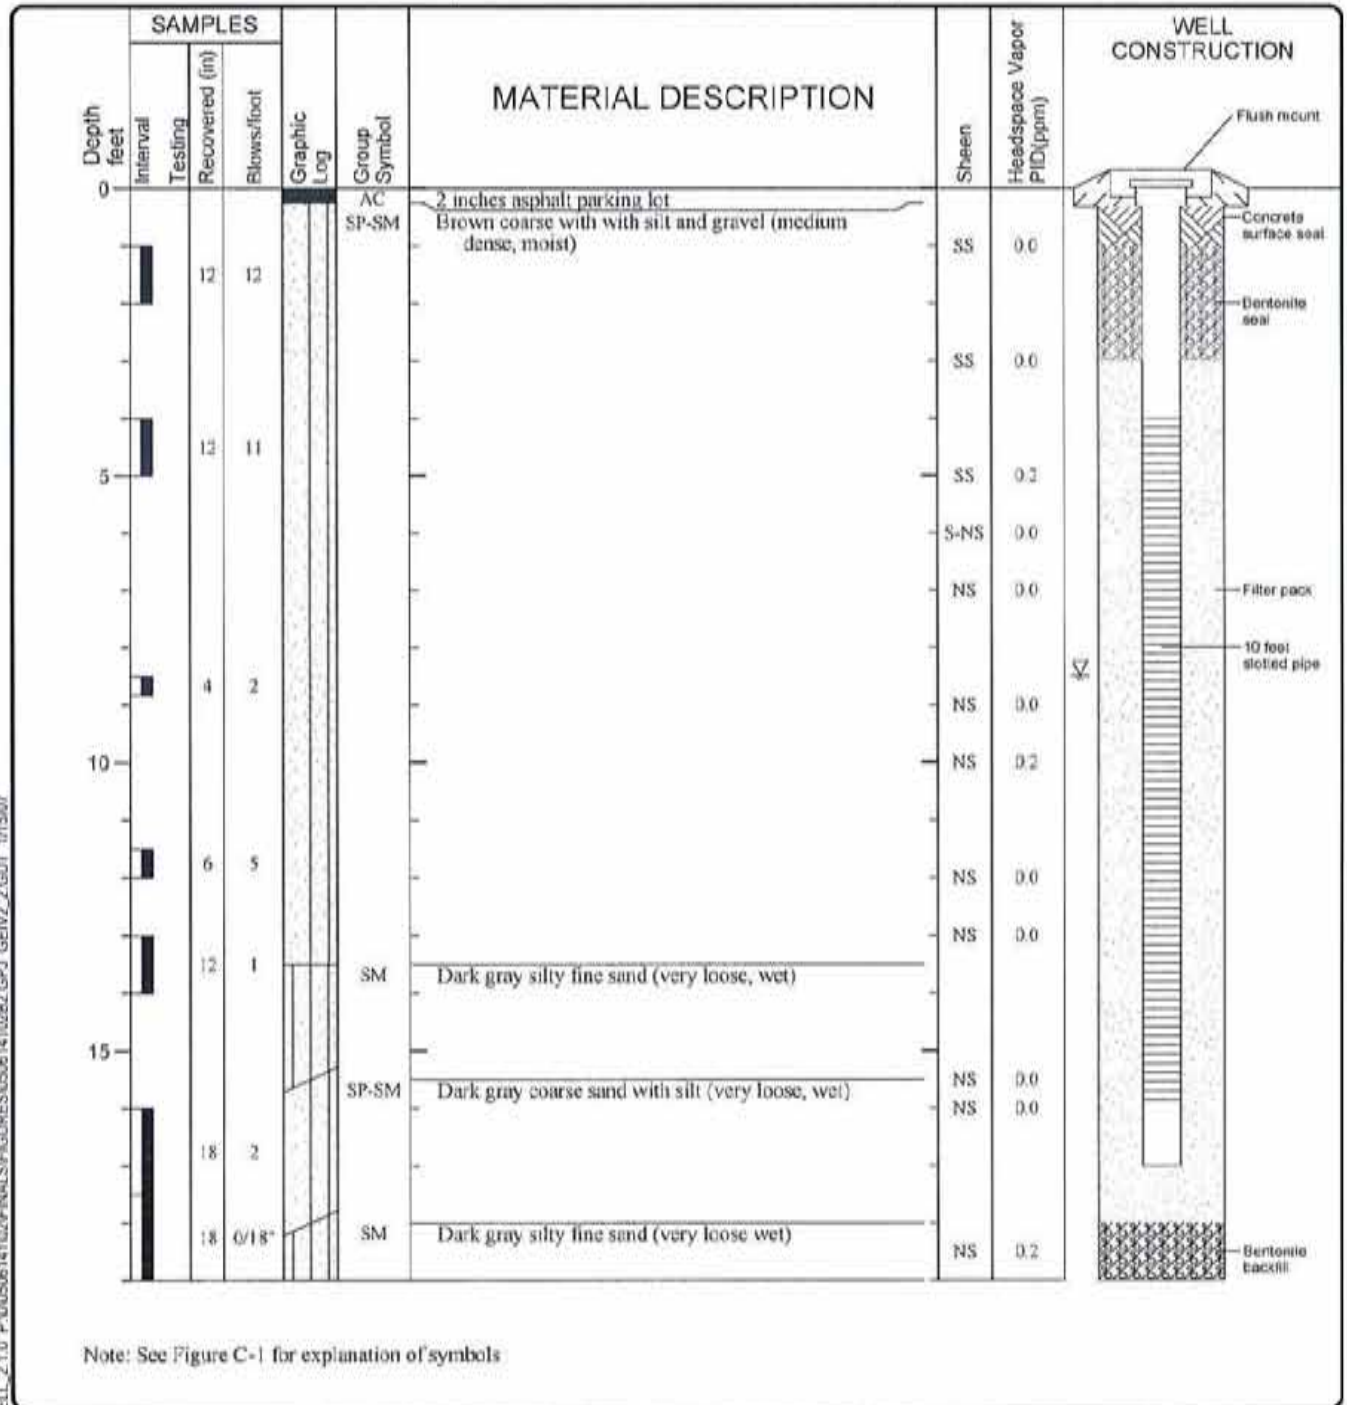 SAMPLES
WELL
CONSTRUCTION
MATERIAL DESCRIPTION
Depth
feet
Interval
Testing
Recovered (in)
Blows/foot
Graphic
Log
Group
Symbol
Sheen
Headspace Vapor
PID(ppm)
Flush mount
0
AC
2 inches asphalt parking lot
SP-SM
Brown coarse with with silt and gravel (medium
dense, moist)
Concrete
surface seal
SS 0.0
12 12
Bentonite
seal
SS 0.0
12 11
5
SS 0.2
S-NS 0.0
NS 0.0
Filter pack
10 feet
slotted pipe
4 2
NS 0.0
10
NS 0.2
6 5
NS 0.0
NS 0.0
12 1
SM
Dark gray silty fine sand (very loose, wet)
15
NS 0.0
SP-SM
Dark gray coarse sand with silt (very loose, wet)
NS 0.0
18 2
18 0/18"
SM
Dark gray silty fine sand (very loose wet)
NS 0.2
Bentonite
backfill
Note: See Figure C-1 for explanation of symbols